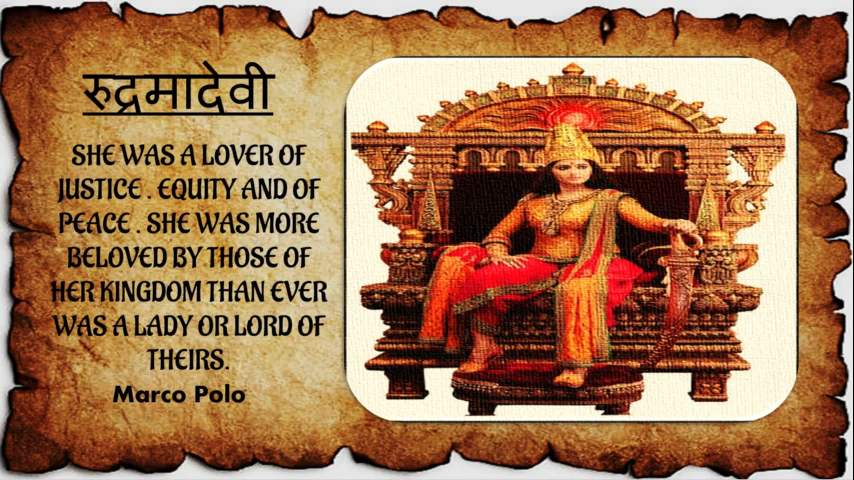 रुद्रमादेवी
SHE WAS A LOVER OF
JUSTICE . EQUITY AND OF
PEACE . SHE WAS MORE
BELOVED BY THOSE OF
HER KINGDOM THAN EVER
WAS A LADY OR LORD OF
THEIRS.
Marco Polo